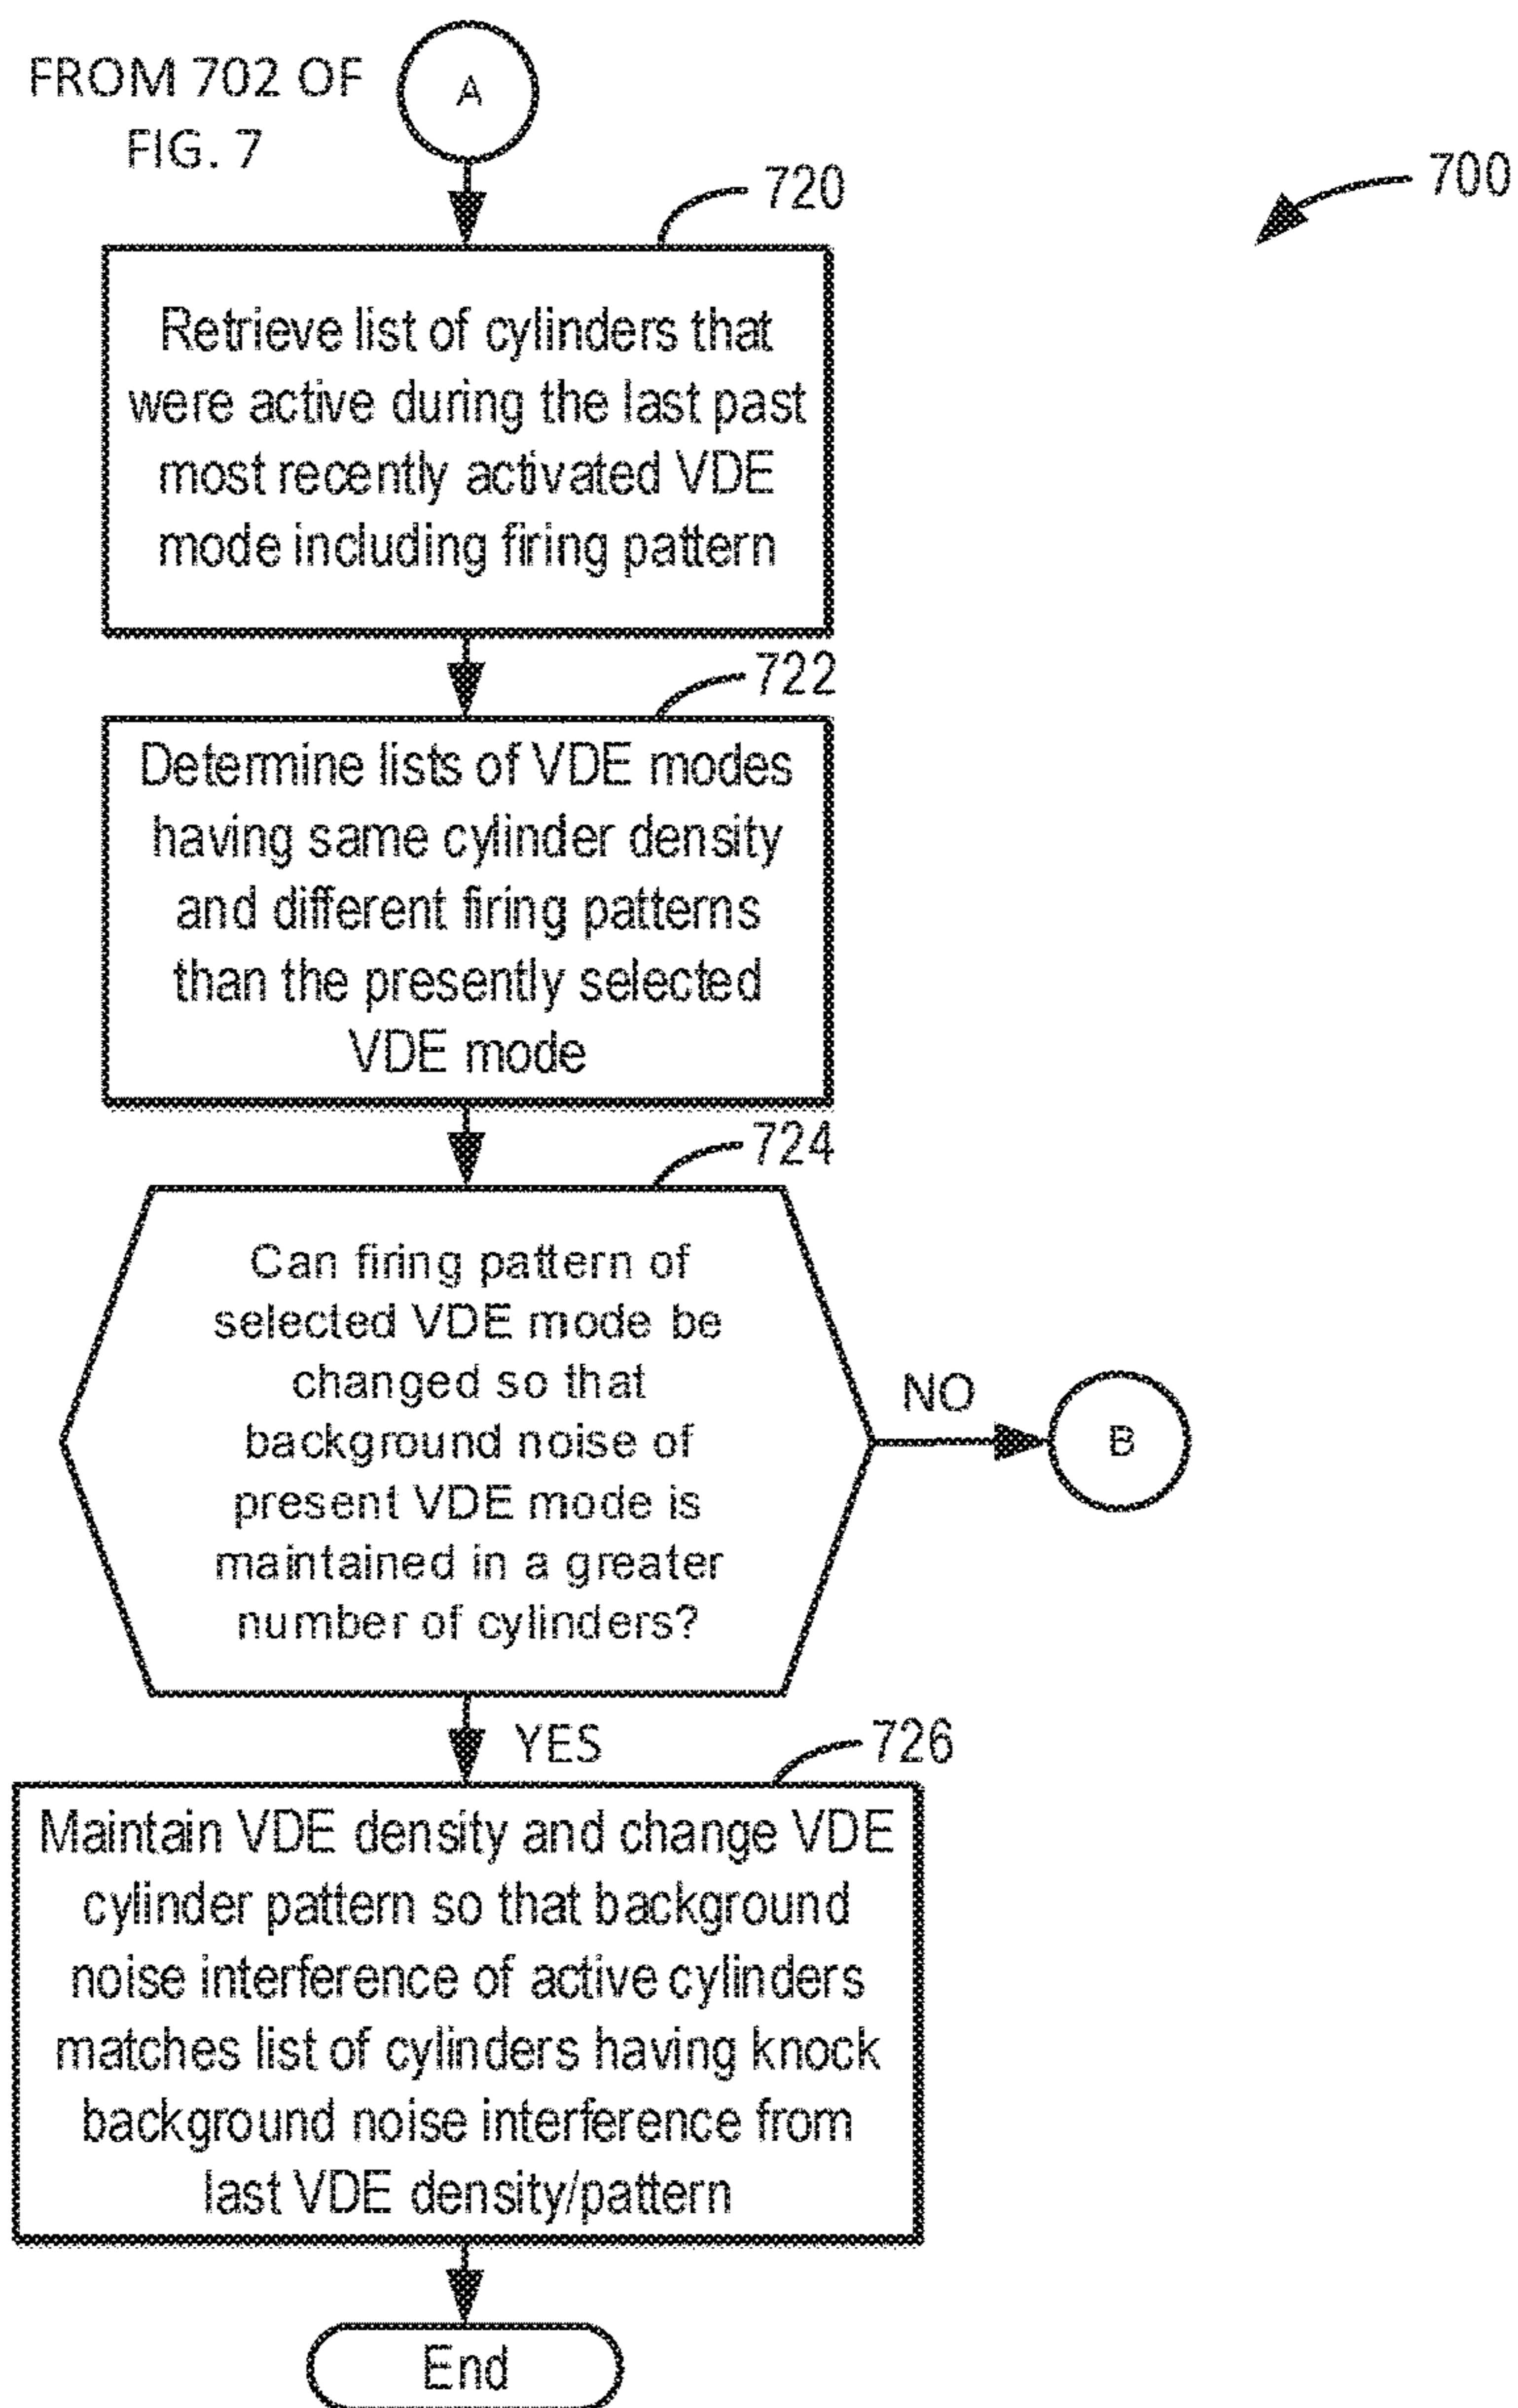 FROM 702 OF
FIG. 7
A
720
700
Retrieve list of cylinders that
were active during the last past
most recently activated VDE
mode including firing pattern
722
Determine lists of VDE modes
having same cylinder density
and different firing patterns
than the presently selected
VDE mode
724
Can firing pattern of
selected VDE mode be
changed so that
background noise of
present VDE mode is
maintained in a greater
number of cylinders?
NO
B
YES
726
Maintain VDE density and change VDE
cylinder pattern so that background
noise interference of active cylinders
matches list of cylinders having knock
background noise interference from
last VDE density/pattern
End